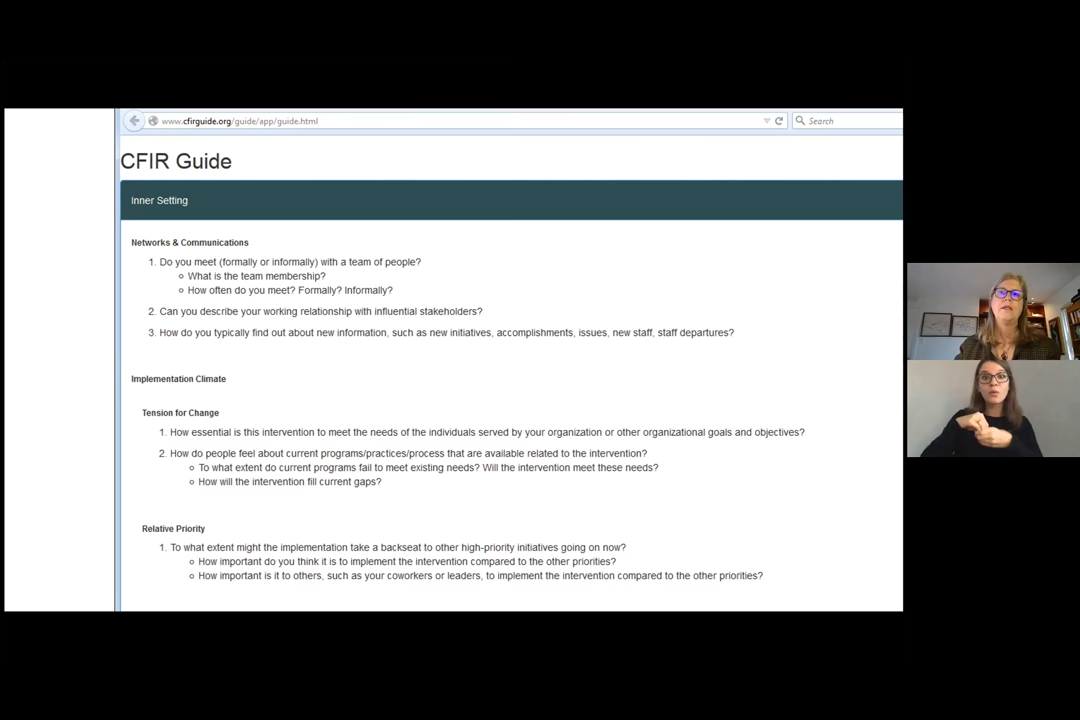 www.cfirguide.org/guide/app/guide.html
Search
CFIR Guide
Inner Setting
Networks & Communications
1. Do you meet (formally or informally) with a team of people?
What is the team membership?
How often do you meet? Formally? Informally?
2. Can you describe your working relationship with influential stakeholders?
3. How do you typically find out about new information, such as new initiatives, accomplishments, issues, new staff, staff departures?
Implementation Climate
Tension for Change
1. How essential is this intervention to meet the needs of the individuals served by your organization or other organizational goals and objectives?
2. How do people feel about current programs/practices/process that are available related to the intervention?
To what extent do current programs fail to meet existing needs? Will the intervention meet these needs?
How will the intervention fill current gaps?
Relative Priority
1. To what extent might the implementation take a backseat to other high-priority initiatives going on now?
How important do you think it is to implement the intervention compared to the other priorities?
How important is it to others, such as your coworkers or leaders, to implement the intervention compared to the other priorities?